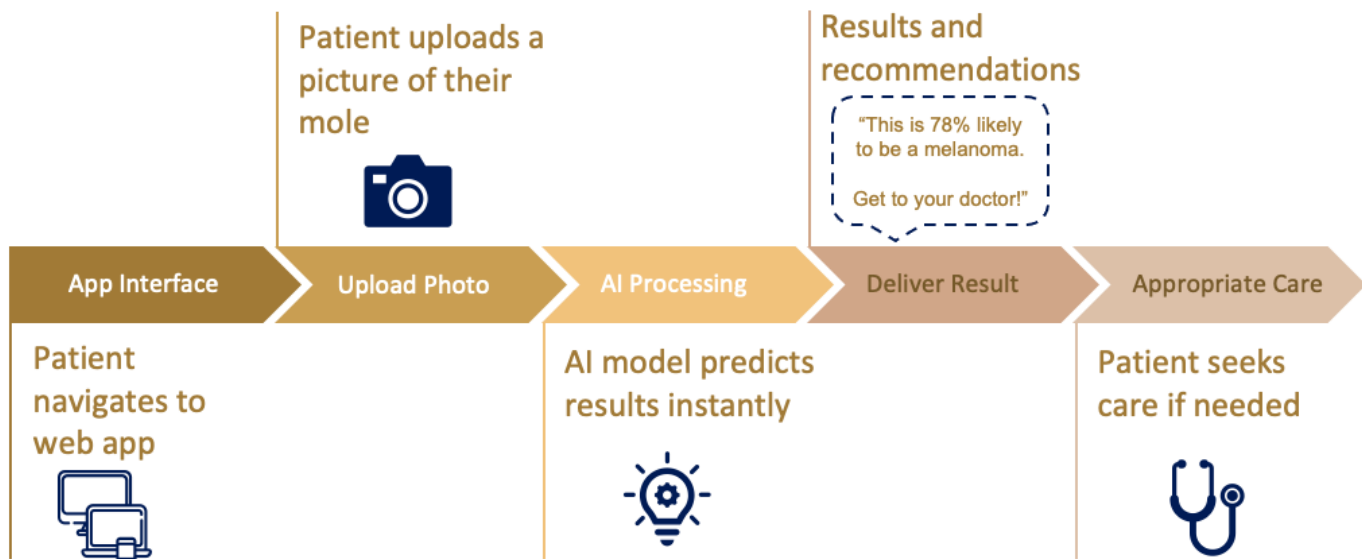 Patient uploads a
picture of their
mole
Results and
recommendations
“This is 78% likely
to be a melanoma.
Get to your doctor!”
App Interface
Upload Photo
AI Processing
Deliver Result
Appropriate Care
Patient
navigates to
web app
AI model predicts
results instantly
Patient seeks
care if needed